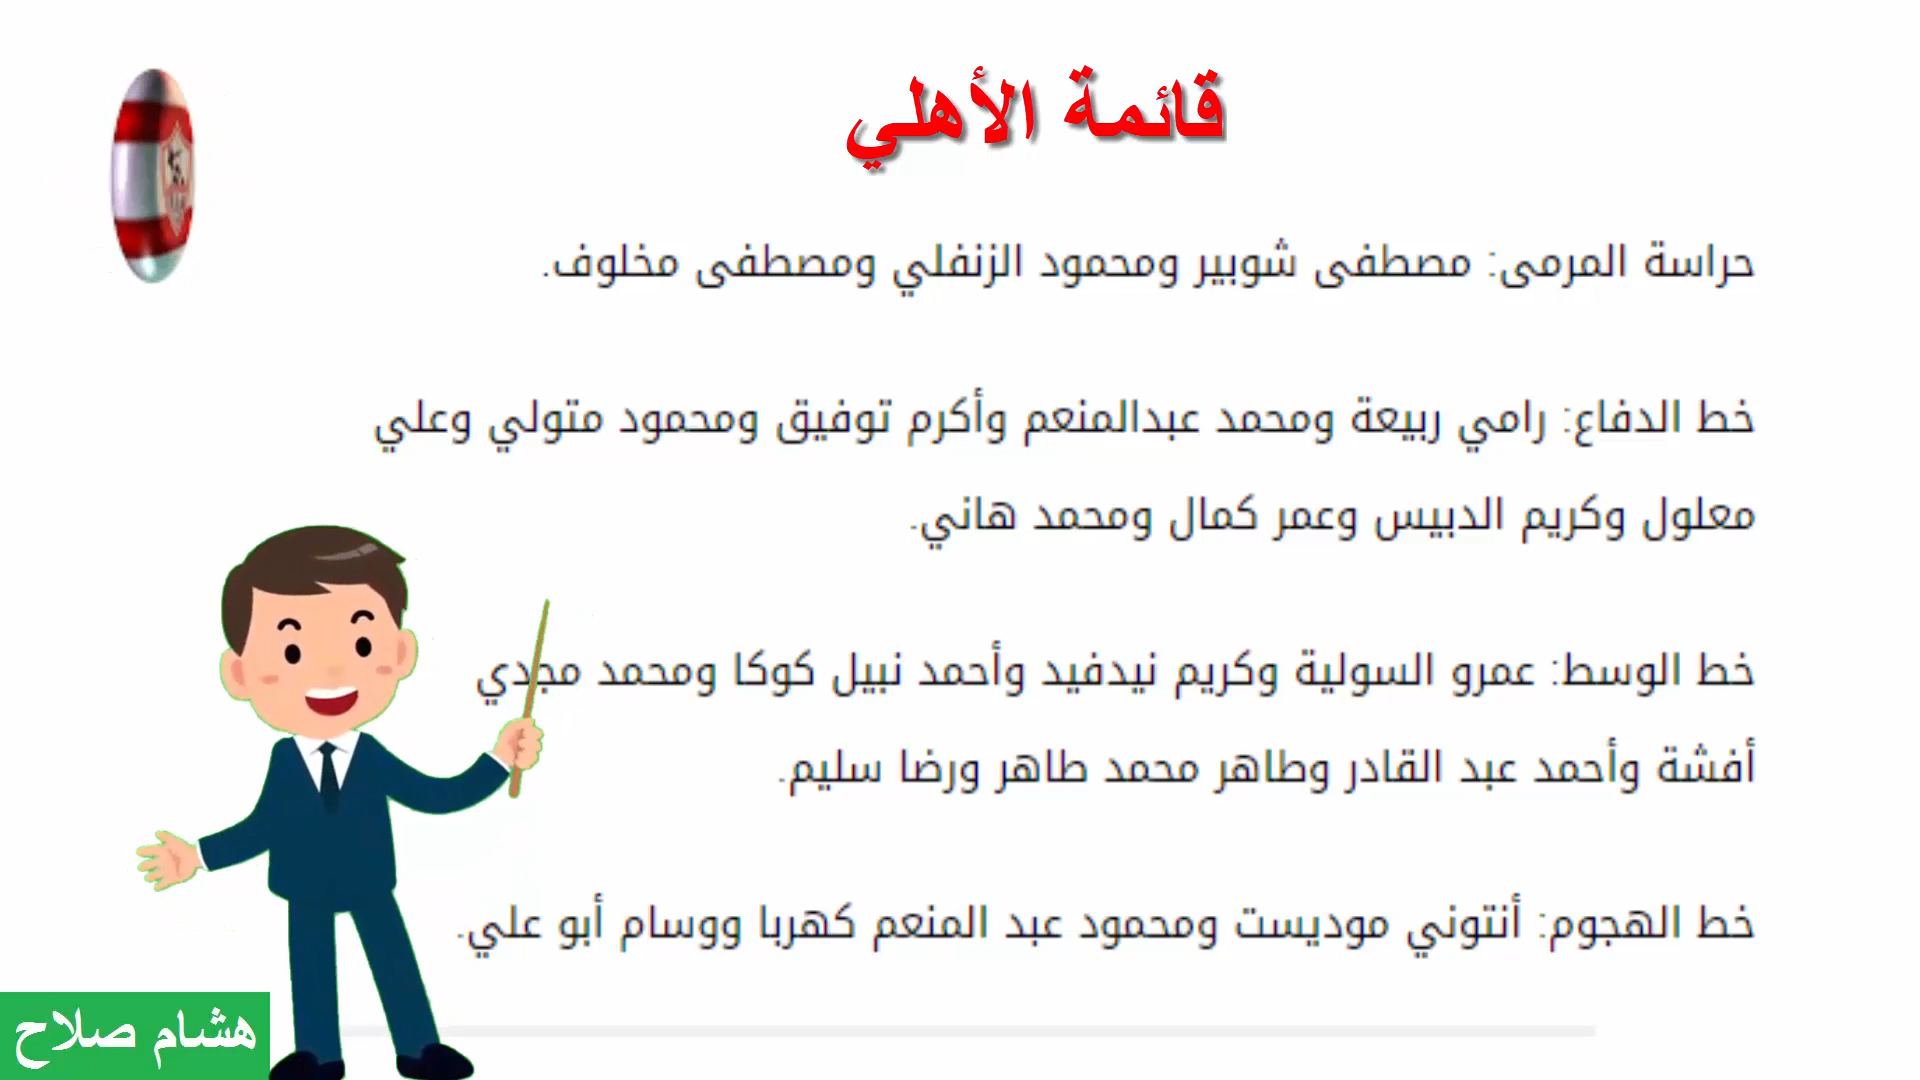 قائمة الأهلي
حراسة المرمى: مصطفى شوبير ومحمود الزنفلي ومصطفى مخلوف.
خط الدفاع: رامي ربيعة ومحمد عبدالمنعم وأكرم توفيق ومحمود متولي وعلي
معلول وكريم الدبيس وعمر كمال ومحمد هاني.
خط الوسط: عمرو السولية وكريم نيدفيد وأحمد نبيل كوكا ومحمد مجدي
أفشة وأحمد عبد القادر وطاهر محمد طاهر ورضا سليم.
خط الهجوم: أنتوني موديست ومحمود عبد المنعم كهربا ووسام أبو علي.
هشام صلاح